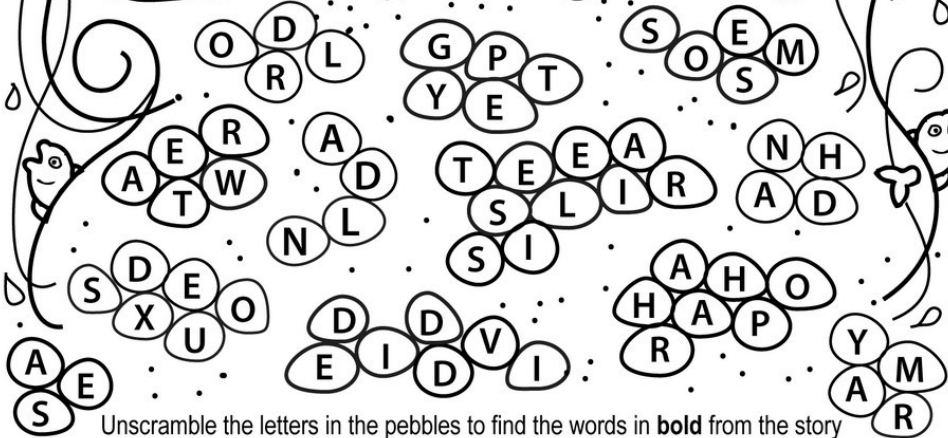 O D L R
G P T Y E
S E M O S
A E R T W
A D L N
T E E A S L I R S I
N H A D
S D E X U O
D D E I D V I
A H O H A P R
A E S
Y M A R
Unscramble the letters in the pebbles to find the words in bold from the story